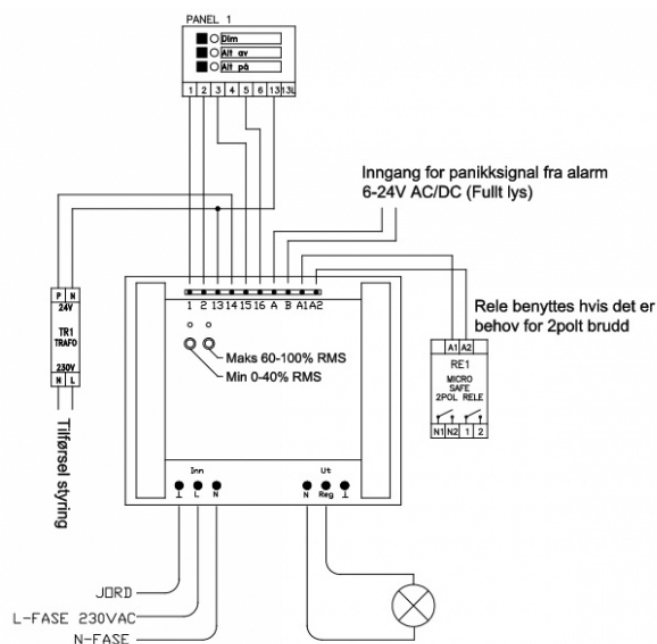 PANEL 1
Dim
Alt av
Alt på
1 2 3 4 5 6 13 13L
Inngang for panikksignal fra alarm
6-24V AC/DC (Fullt lys)
P N
24V
TR1
TRAFO
230V
N L
Tilførsel styring
1 2 13 14 15 16 A B A1 A2
Maks 60-100% RMS
Min 0-40% RMS
Rele benyttes hvis det er
behov for 2polt brudd
A1 A2
RE1
MICRO
SAFE
2POL RELE
N1 N2 1 2
Inn
L N
Ut
N Reg
JORD
L-FASE 230VAC
N-FASE